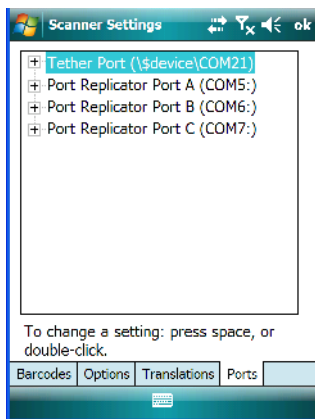 Scanner Settings ok
Tether Port (\$device\COM21)
Port Replicator Port A (COM5:)
Port Replicator Port B (COM6:)
Port Replicator Port C (COM7:)
To change a setting: press space, or
double-click.
Barcodes Options Translations Ports